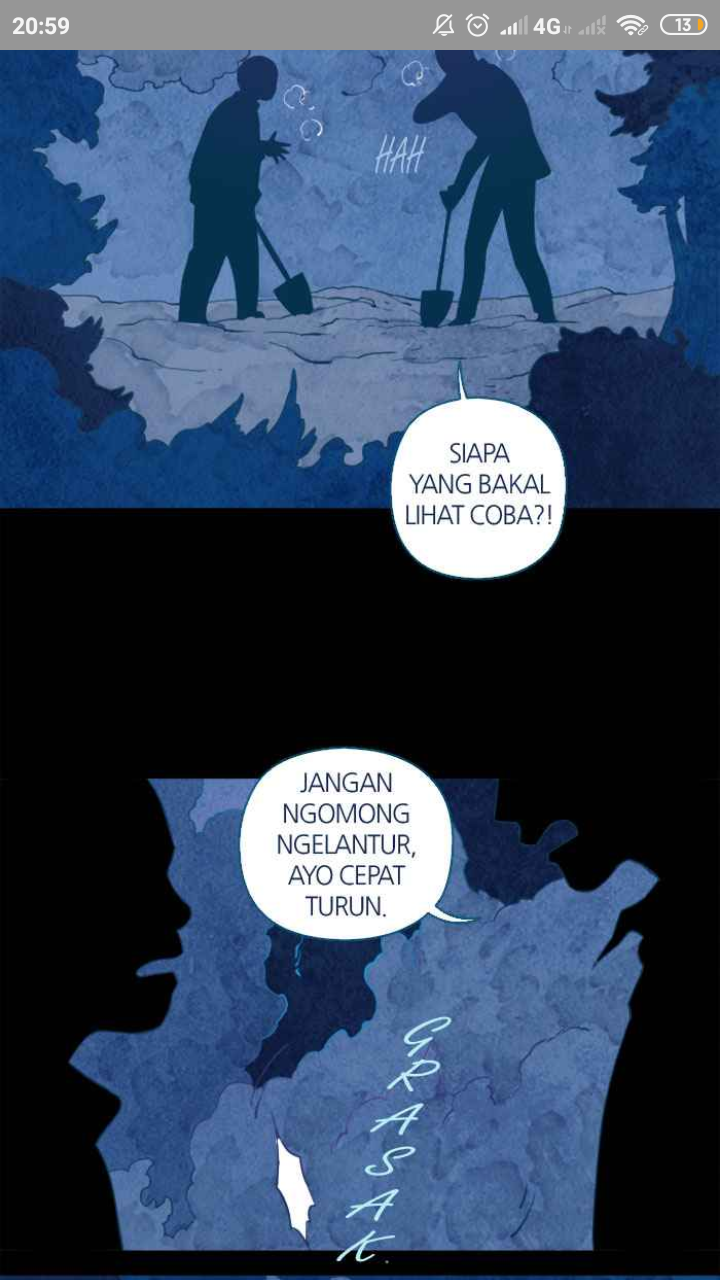 20:59
4G
13
HAH
SIAPA
YANG BAKAL
LIHAT COBA?!
JANGAN
NGOMONG
NGELANTUR,
AYO CEPAT
TURUN.
GRASAK.